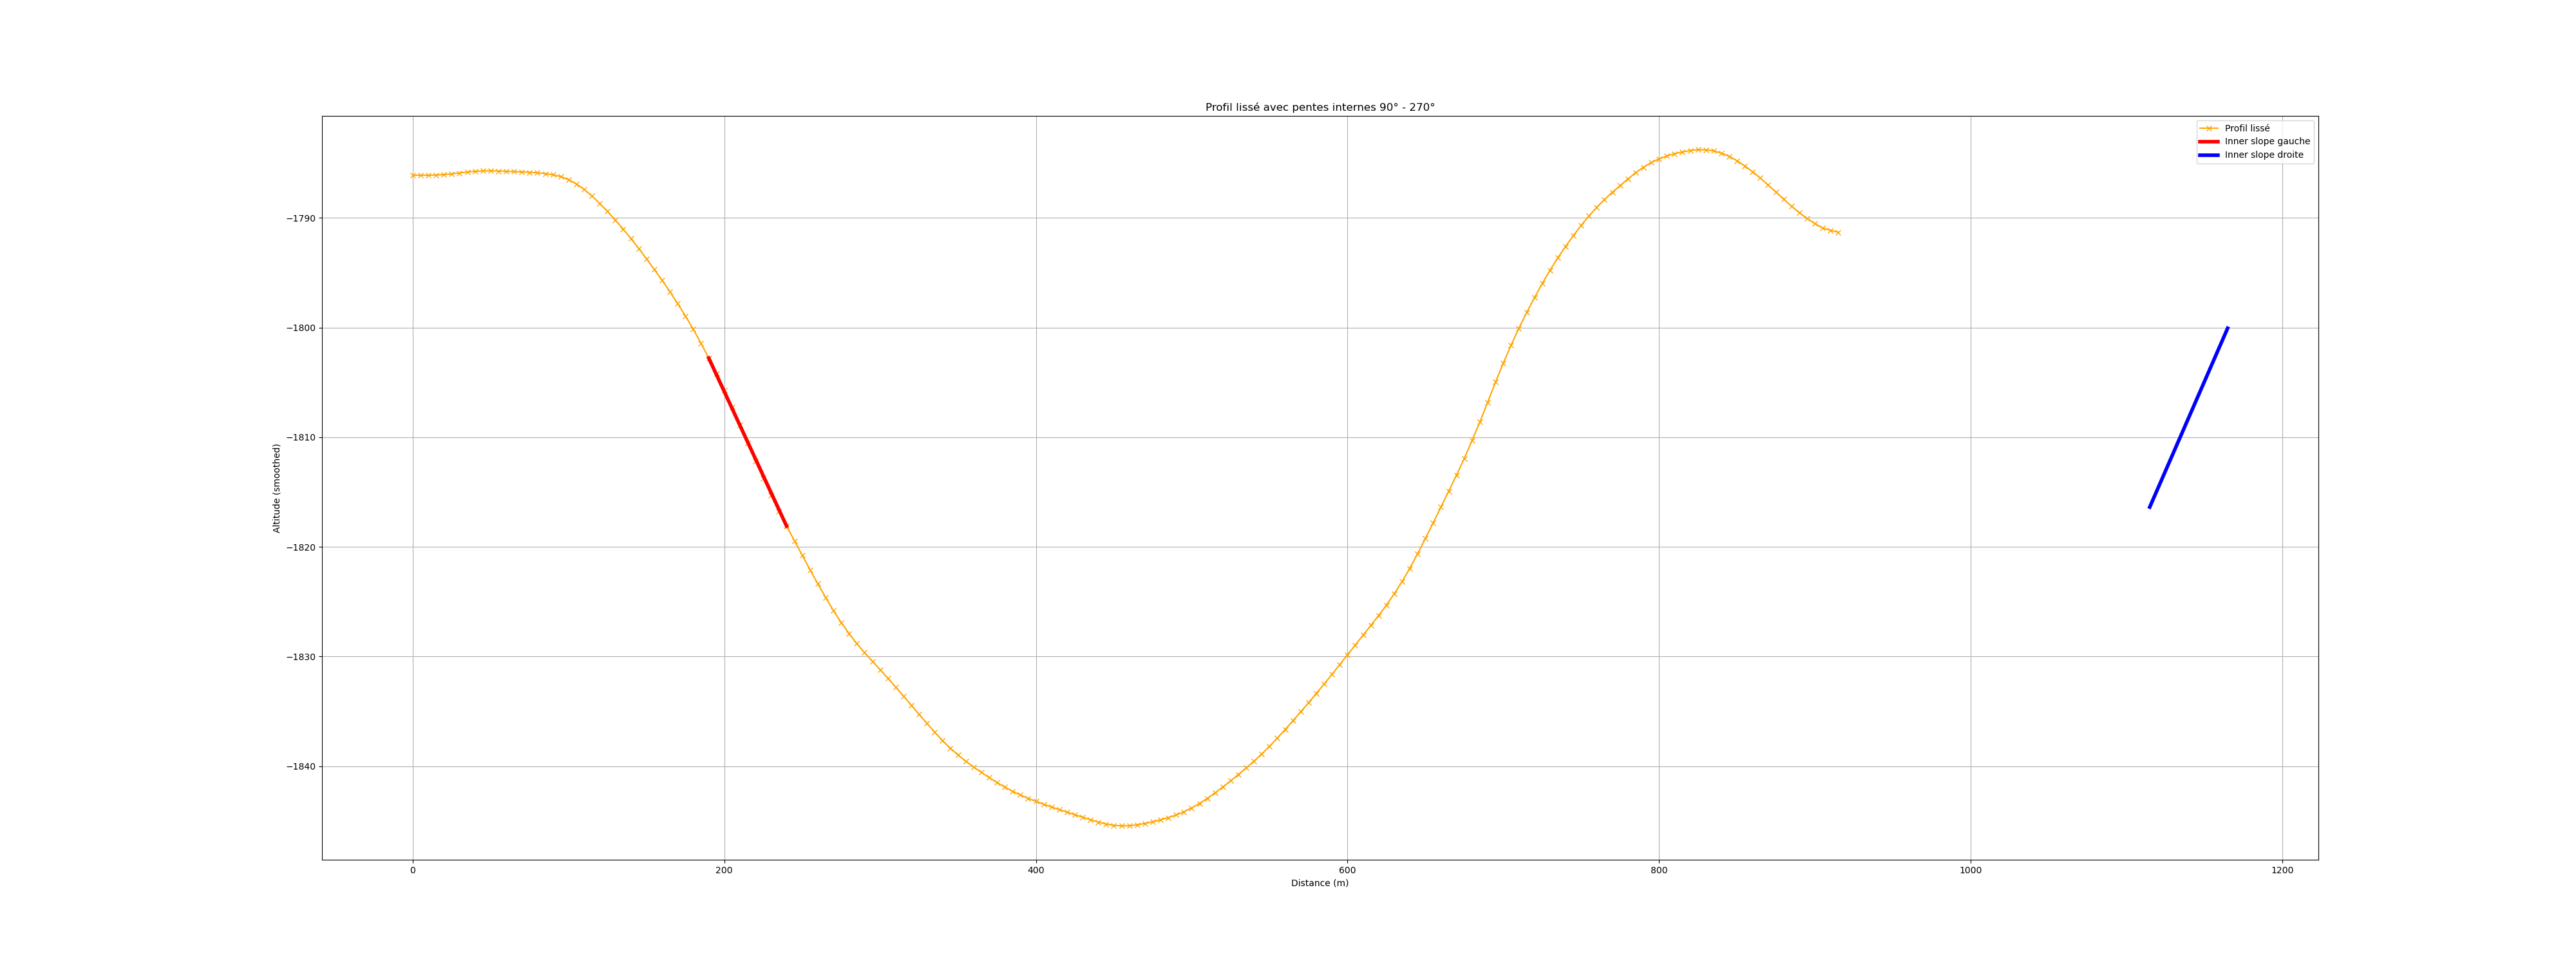 Profil lissé avec pentes internes 90° - 270°
Profil lissé
Inner slope gauche
Inner slope droite
Altitude (smoothed)
−1790
−1800
−1810
−1820
−1830
−1840
0
200
400
600
800
1000
1200
Distance (m)